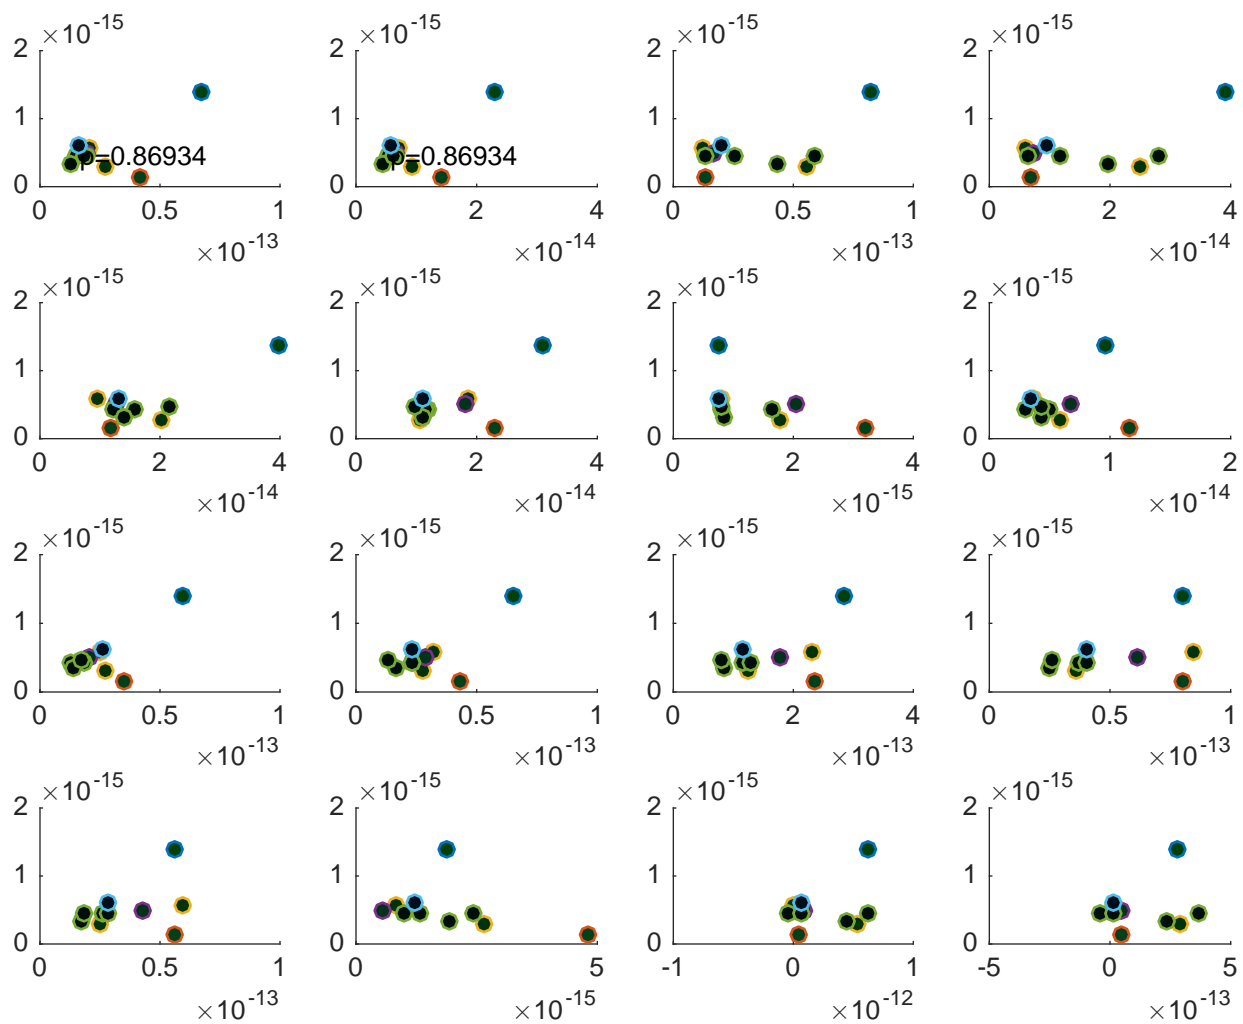 ×10-15 ×10-15 ×10-15 ×10-15
2 2 2 2
1 1 1 1
p=0.86934 p=0.86934
0 0 0 0
0 0.5 1 0 2 4 0 0.5 1 0 2 4
×10-13 ×10-14 ×10-13 ×10-14
×10-15 ×10-15 ×10-15 ×10-15
2 2 2 2
1 1 1 1
0 0 0 0
0 2 4 0 2 4 0 2 4 0 1 2
×10-14 ×10-14 ×10-15 ×10-14
×10-15 ×10-15 ×10-15 ×10-15
2 2 2 2
1 1 1 1
0 0 0 0
0 0.5 1 0 0.5 1 0 2 4 0 0.5 1
×10-13 ×10-13 ×10-13 ×10-13
×10-15 ×10-15 ×10-15 ×10-15
2 2 2 2
1 1 1 1
0 0 0 0
0 0.5 1 0 5 -1 0 1 -5 0 5
×10-13 ×10-15 ×10-12 ×10-13